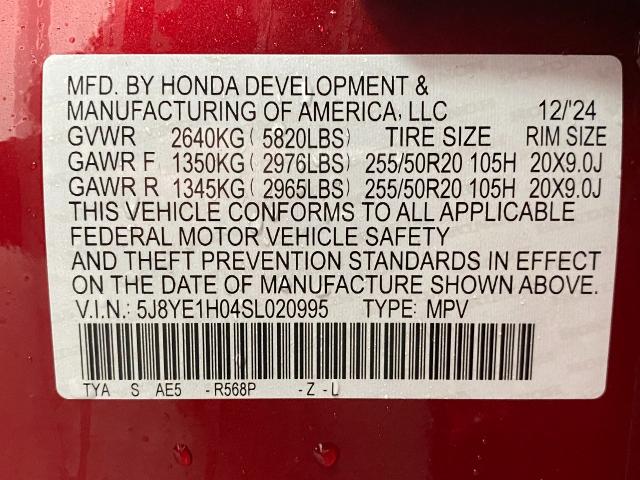 MFD. BY HONDA DEVELOPMENT &
MANUFACTURING OF AMERICA, LLC 12/'24
GVWR 2640KG ( 5820LBS) TIRE SIZE RIM SIZE
GAWR F 1350KG ( 2976LBS) 255/50R20 105H 20X9.0J
GAWR R 1345KG ( 2965LBS) 255/50R20 105H 20X9.0J
THIS VEHICLE CONFORMS TO ALL APPLICABLE
FEDERAL MOTOR VEHICLE SAFETY
AND THEFT PREVENTION STANDARDS IN EFFECT
ON THE DATE OF MANUFACTURE SHOWN ABOVE.
V.I.N.: 5J8YE1H04SL020995 TYPE: MPV
TYA S AE5 - R568P - Z - U